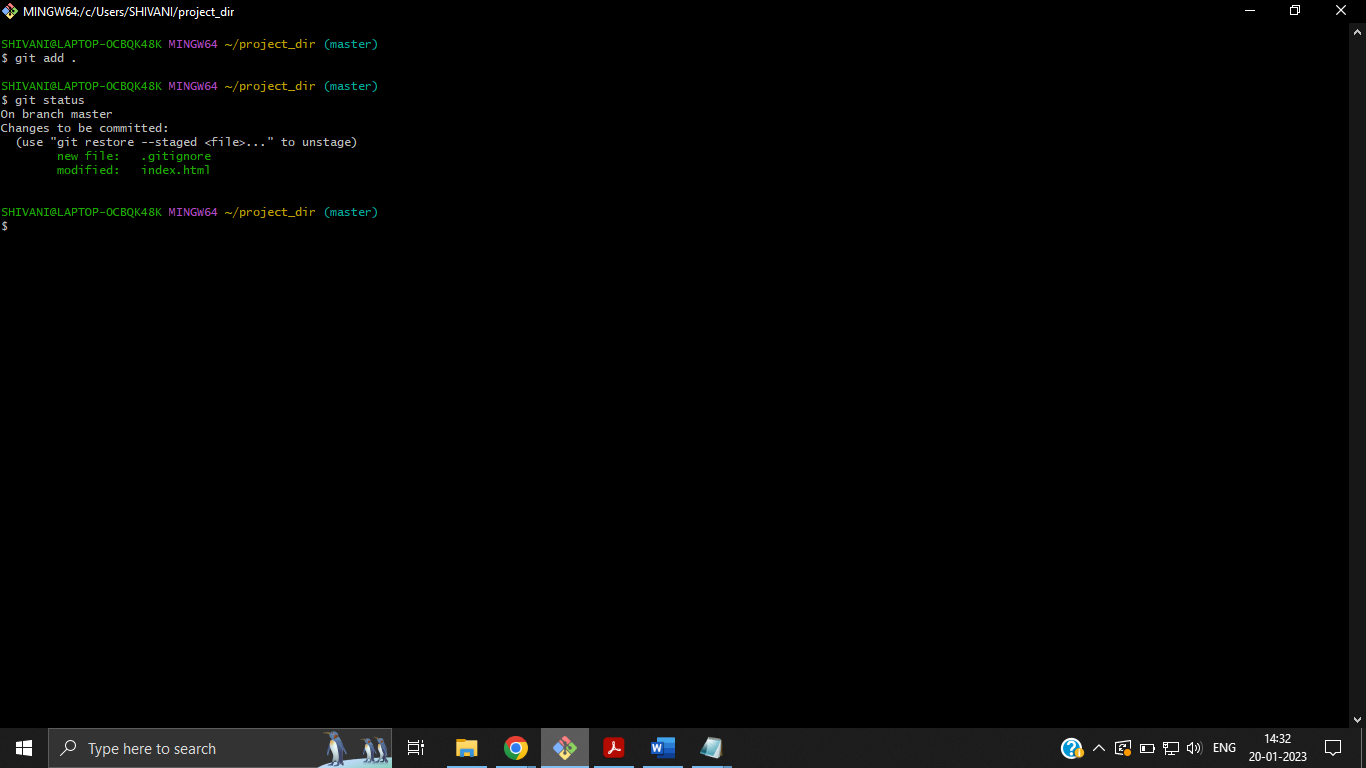 MINGW64:/c/Users/SHIVANI/project_dir
SHIVANI@LAPTOP-OCBQK48K MINGW64 ~/project_dir (master)
$ git add .
SHIVANI@LAPTOP-OCBQK48K MINGW64 ~/project_dir (master)
$ git status
On branch master
Changes to be committed:
  (use "git restore --staged <file>..." to unstage)
        new file:   .gitignore
        modified:   index.html
SHIVANI@LAPTOP-OCBQK48K MINGW64 ~/project_dir (master)
$
Type here to search
ENG
14:32
20-01-2023